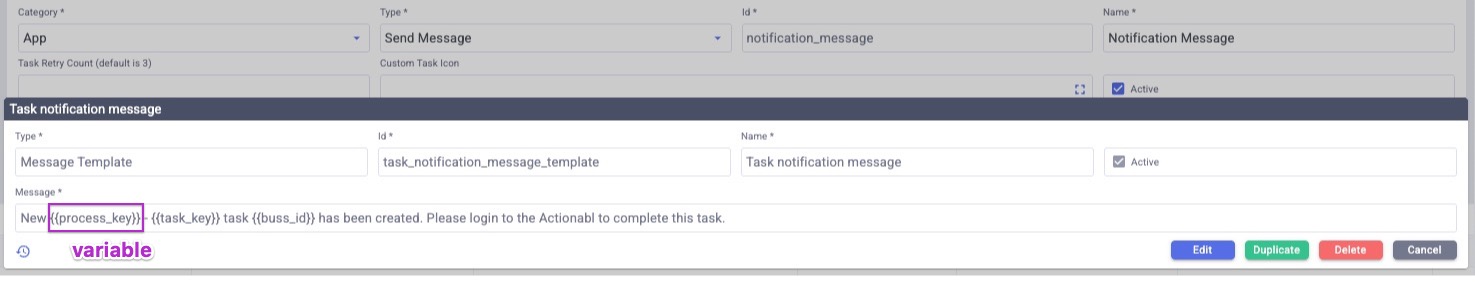 Category * Type * Id * Name *
App Send Message notification_message Notification Message
Task Retry Count (default is 3) Custom Task Icon
Active
Task notification message
Type * Id * Name *
Message Template task_notification_message_template Task notification message Active
Message *
New {{process_key}} - {{task_key}} task {{buss_id}} has been created. Please login to the Actionabl to complete this task.
variable Edit Duplicate Delete Cancel